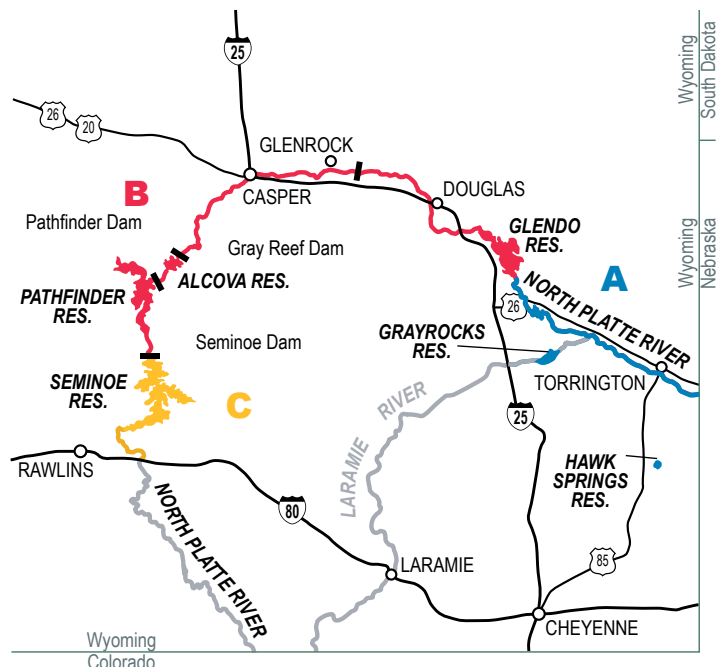 Wyoming
South Dakota
25
26
20
GLENROCK
CASPER
DOUGLAS
B
Pathfinder Dam
Gray Reef Dam
GLENDO
RES.
Wyoming
Nebraska
ALCOVA RES.
PATHFINDER
RES.
A
26
NORTH PLATTE RIVER
GRAYROCKS
RES.
Seminoe Dam
SEMINOE
RES.
TORRINGTON
C
25
LARAMIE RIVER
RAWLINS
HAWK
SPRINGS
RES.
80
NORTH PLATTE RIVER
85
LARAMIE
CHEYENNE
Wyoming
Colorado